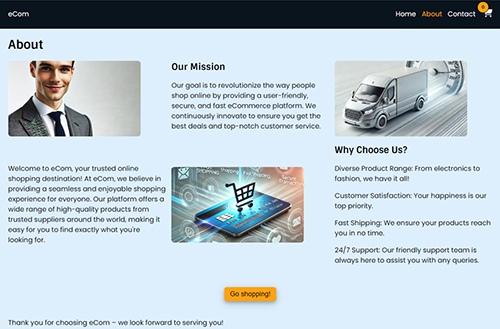 eCom
Home About Contact 0
About
Our Mission
Our goal is to revolutionize the way people
shop online by providing a user-friendly,
secure, and fast eCommerce platform. We
continuously innovate to ensure you get the
best deals and top-notch customer service.
Why Choose Us?
Diverse Product Range: From electronics to
fashion, we have it all!
Customer Satisfaction: Your happiness is our
top priority.
Fast Shipping: We ensure your products reach
you in no time.
24/7 Support: Our friendly support team is
always here to assist you with any queries.
Welcome to eCom, your trusted online
shopping destination! At eCom, we believe in
providing a seamless and enjoyable shopping
experience for everyone. Our platform offers a
wide range of high-quality products from
trusted suppliers around the world, making it
easy for you to find exactly what you're
looking for.
SHOPPING
Go shopping!
Thank you for choosing eCom – we look forward to serving you!